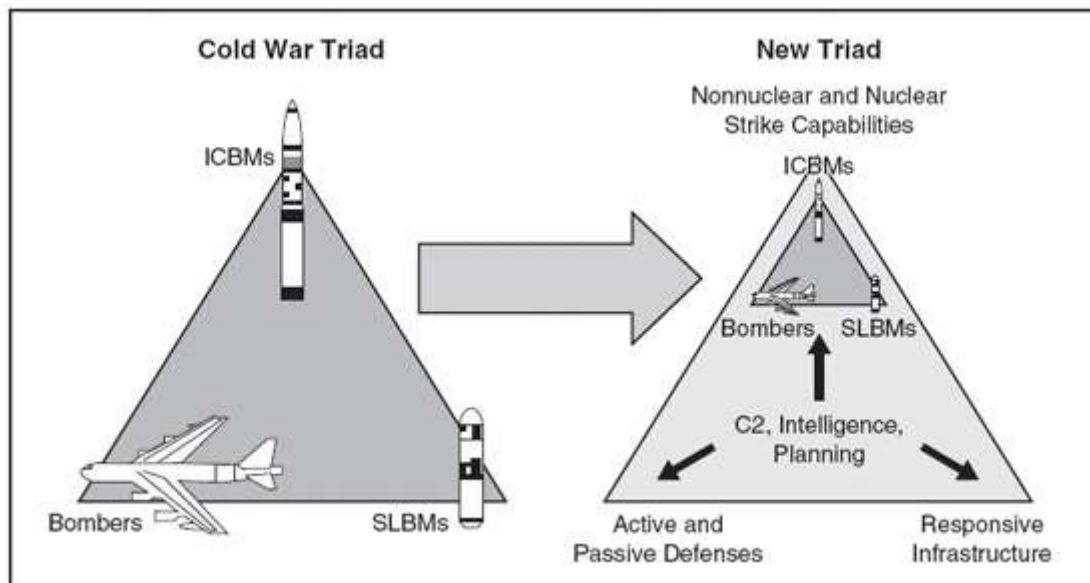 Cold War Triad
ICBMs
Bombers
SLBMs
New Triad
Nonnuclear and Nuclear
Strike Capabilities
ICBMs
Bombers
SLBMs
C2, Intelligence,
Planning
Active and
Passive Defenses
Responsive
Infrastructure